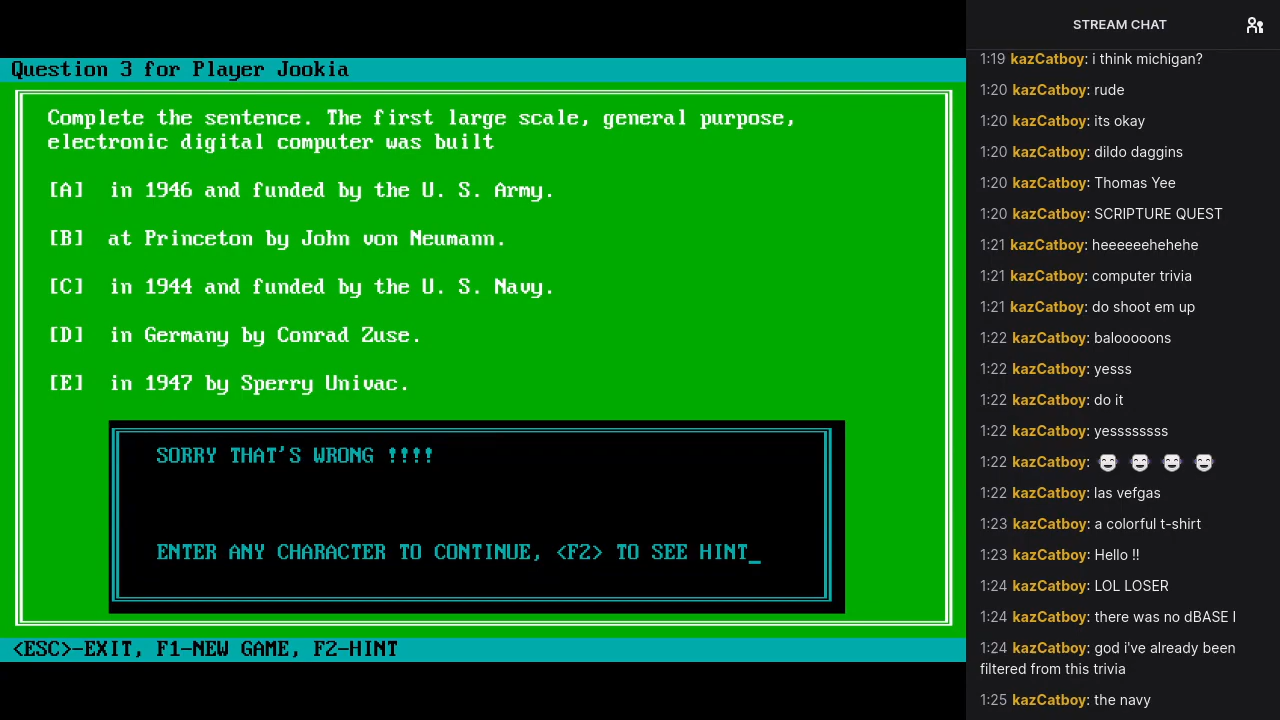 Question 3 for Player Jookia
Complete the sentence. The first large scale, general purpose,
electronic digital computer was built
[A] in 1946 and funded by the U. S. Army.
[B] at Princeton by John von Neumann.
[C] in 1944 and funded by the U. S. Navy.
[D] in Germany by Conrad Zuse.
[E] in 1947 by Sperry Univac.
SORRY THAT'S WRONG !!!!
ENTER ANY CHARACTER TO CONTINUE, <F2> TO SEE HINT_
<ESC>-EXIT, F1-NEW GAME, F2-HINT
STREAM CHAT
1:19 kazCatboy: i think michigan?
1:20 kazCatboy: rude
1:20 kazCatboy: its okay
1:20 kazCatboy: dildo daggins
1:20 kazCatboy: Thomas Yee
1:20 kazCatboy: SCRIPTURE QUEST
1:21 kazCatboy: heeeeeehehehe
1:21 kazCatboy: computer trivia
1:21 kazCatboy: do shoot em up
1:22 kazCatboy: balooooons
1:22 kazCatboy: yesss
1:22 kazCatboy: do it
1:22 kazCatboy: yessssssss
1:22 kazCatboy:
1:22 kazCatboy: las vefgas
1:23 kazCatboy: a colorful t-shirt
1:23 kazCatboy: Hello !!
1:24 kazCatboy: LOL LOSER
1:24 kazCatboy: there was no dBASE I
1:24 kazCatboy: god i've already been
filtered from this trivia
1:25 kazCatboy: the navy